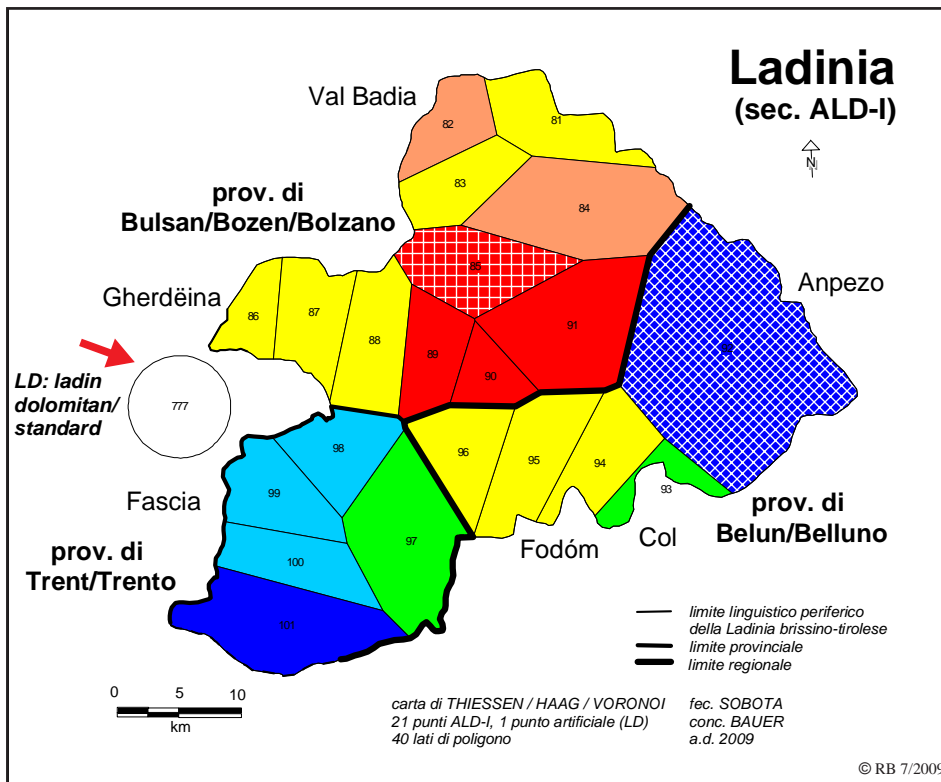 Ladinia
(sec. ALD-I)
N
Val Badia
82
81
83
84
prov. di
Bulsan/Bozen/Bolzano
85
Gherdëina
86
87
88
89
90
91
Anpezo
LD: ladin
dolomitan/
standard
777
98
96
95
94
93
99
Fascia
97
100
prov. di
Trent/Trento
101
Fodóm
Col
prov. di
Belun/Belluno
limite linguistico periferico
della Ladinia brissino-tirolese
limite provinciale
limite regionale
0 5 10
km
carta di THIESSEN / HAAG / VORONOI
21 punti ALD-I, 1 punto artificiale (LD)
40 lati di poligono
fec. SOBOTA
conc. BAUER
a.d. 2009
© RB 7/2009